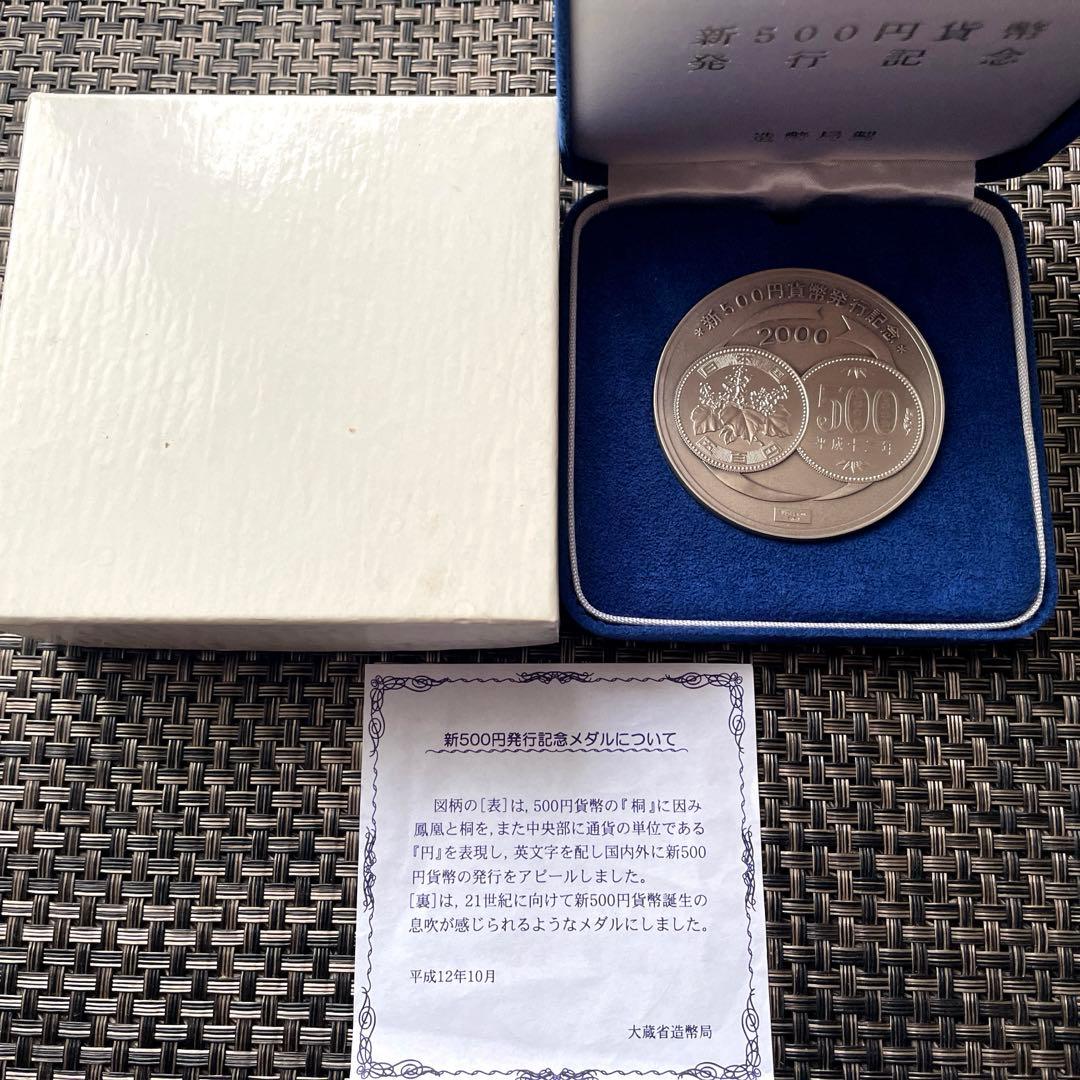 新500円貨幣
発行記念
造幣局製
*新500円貨幣発行記念*
2000
日本国
五百円
500
平成十二年
新500円発行記念メダルについて
図柄の[表]は,500円貨幣の『桐』に因み
鳳凰と桐を,また中央部に通貨の単位である
『円』を表現し,英文字を配し国内外に新500
円貨幣の発行をアピールしました。
[裏]は,21世紀に向けて新500円貨幣誕生の
息吹が感じられるようなメダルにしました。
平成12年10月
大蔵省造幣局